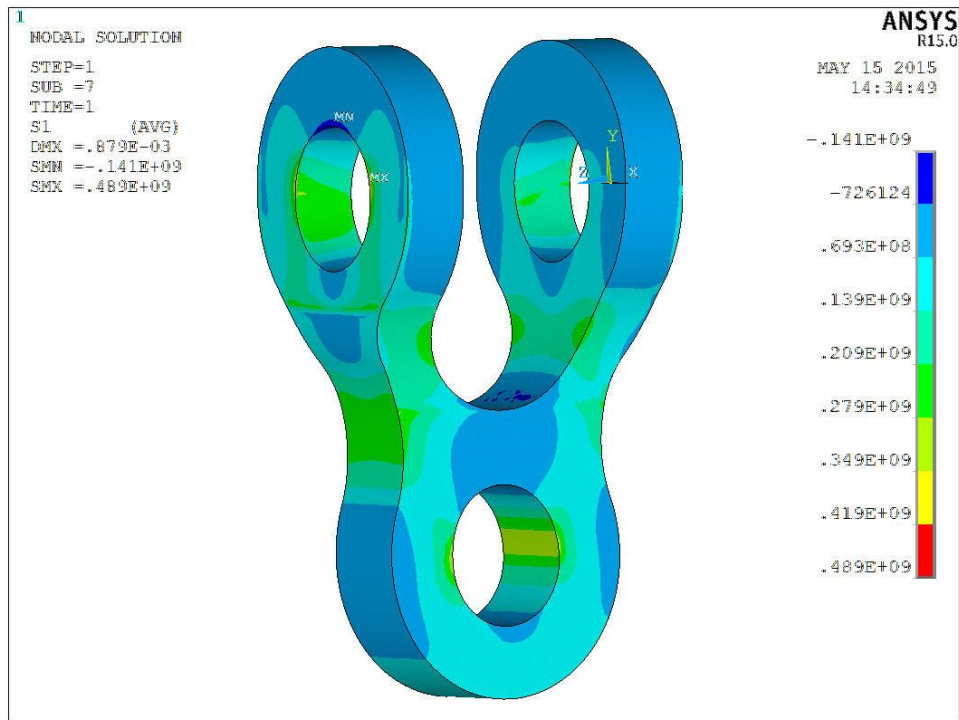 1
NODAL SOLUTION
STEP=1
SUB =7
TIME=1
S1 (AVG)
DMX =.879E-03
SMN =-.141E+09
SMX =.489E+09
ANSYS
R15.0
MAY 15 2015
14:34:49
MN
MX
Y
Z
X
-.141E+09
-726124
.693E+08
.139E+09
.209E+09
.279E+09
.349E+09
.419E+09
.489E+09